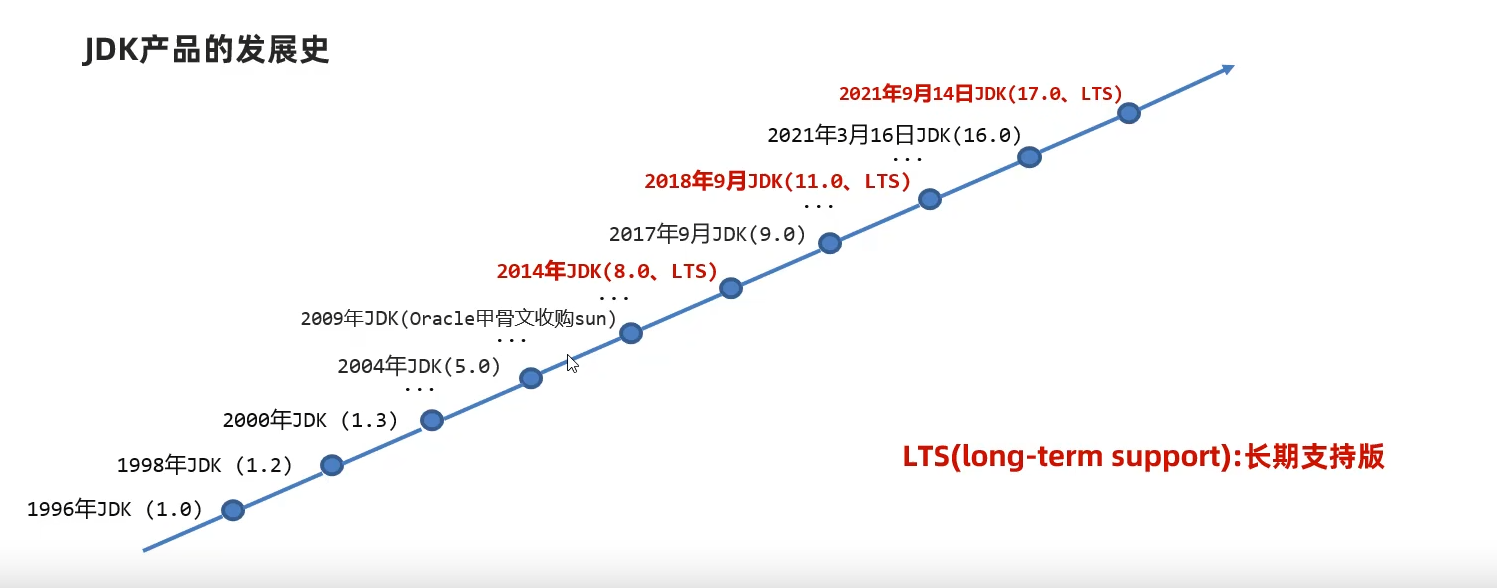 JDK产品的发展史
2021年9月14日JDK(17.0、LTS)
2021年3月16日JDK(16.0)
...
2018年9月JDK(11.0、LTS)
...
2017年9月JDK(9.0)
2014年JDK(8.0、LTS)
...
2009年JDK(Oracle甲骨文收购sun)
...
2004年JDK(5.0)
...
2000年JDK (1.3)
LTS(long-term support):长期支持版
1998年JDK (1.2)
1996年JDK (1.0)